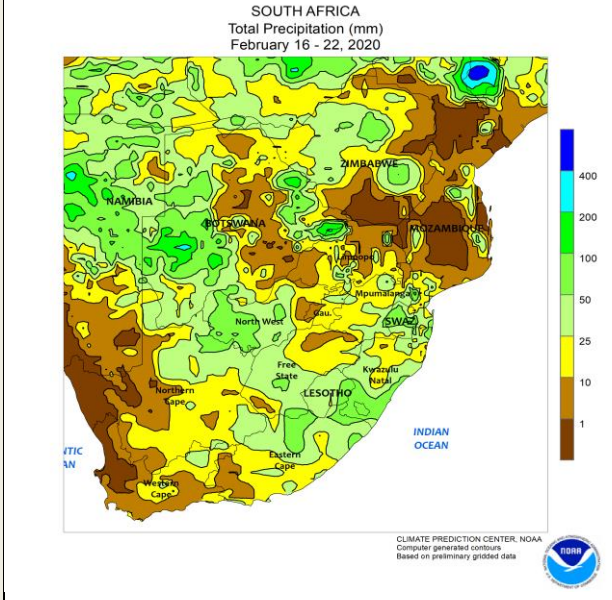 SOUTH AFRICA
Total Precipitation (mm)
February 16 - 22, 2020
ZIMBABWE
NAMIBIA
BOTSWANA
MOZAMBIQUE
Limpopo
Mpumalanga
North West
Gau.
SWAZ.
Free
State
Kwazulu
Natal
LESOTHO
Northern
Cape
Eastern
Cape
Western
Cape
NTIC
AN
INDIAN
OCEAN
400
200
100
50
25
10
1
CLIMATE PREDICTION CENTER, NOAA
Computer generated contours
Based on preliminary gridded data
NOAA